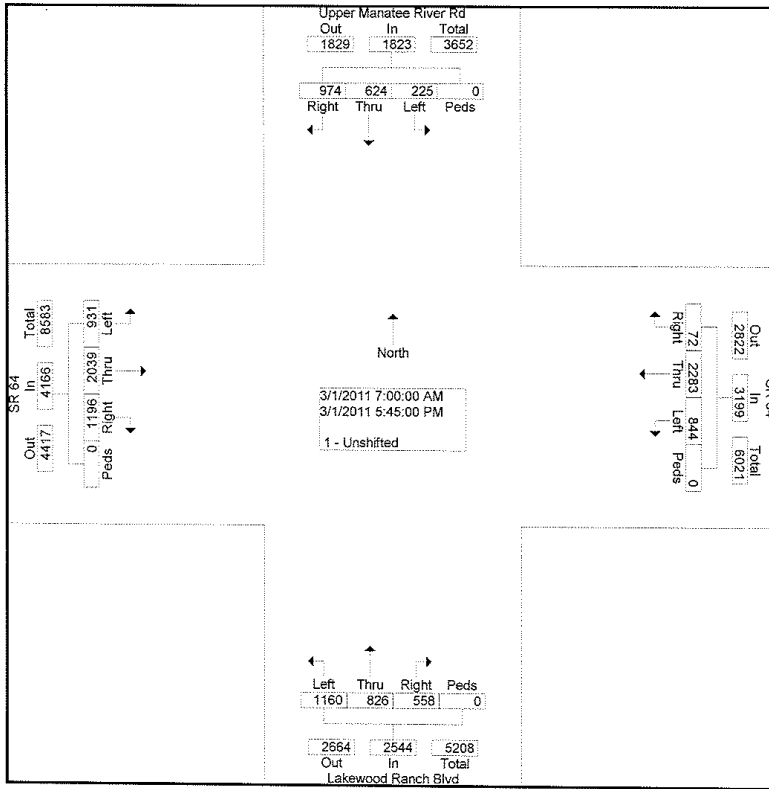 Upper Manatee River Rd
Out In Total
1829 1823 3652
974 624 225 0
Right Thru Left Peds
SR 64
Total In Out
8583 4166 4417
931 2039 1196 0
Left Thru Right Peds
North
3/1/2011 7:00:00 AM
3/1/2011 5:45:00 PM
1 - Unshifted
Out In Total
2822 3199 6021
72 2283 844 0
Right Thru Left Peds
Left Thru Right Peds
1160 826 558 0
2664 2544 5208
Out In Total
Lakewood Ranch Blvd